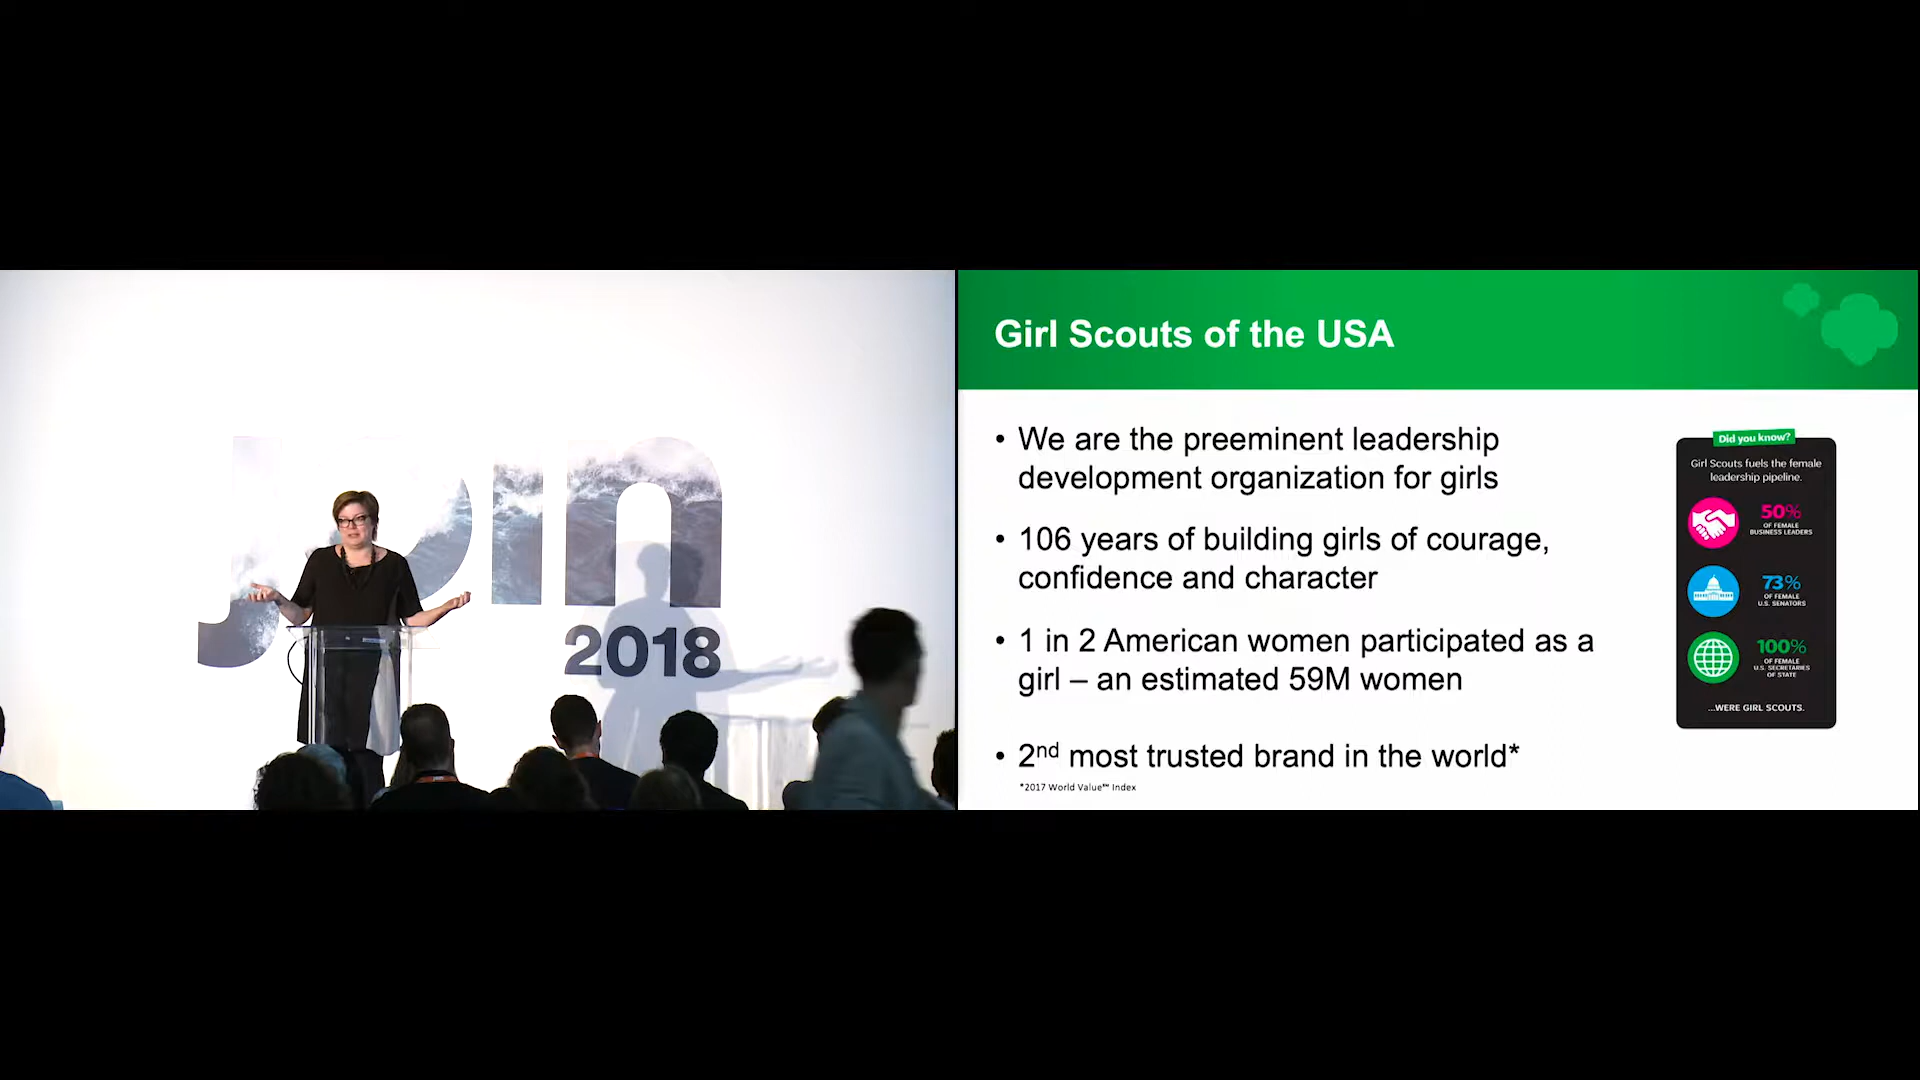 join
2018
Girl Scouts of the USA
• We are the preeminent leadership
development organization for girls
• 106 years of building girls of courage,
confidence and character
• 1 in 2 American women participated as a
girl – an estimated 59M women
• 2nd most trusted brand in the world*
*2017 World Value℠ Index
Did you know?
Girl Scouts fuels the female
leadership pipeline.
50%
OF FEMALE
BUSINESS LEADERS
73%
OF FEMALE
U.S. SENATORS
100%
OF FEMALE
U.S. SECRETARIES
OF STATE
...WERE GIRL SCOUTS.